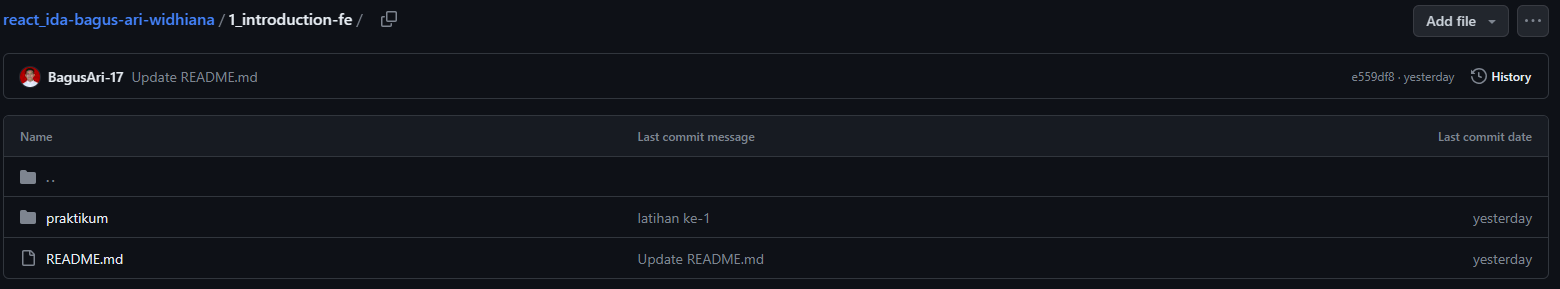 react_ida-bagus-ari-widhiana / 1_introduction-fe /
Add file
BagusAri-17 Update README.md
e559df8 · yesterday
History
Name Last commit message Last commit date
..
praktikum latihan ke-1 yesterday
README.md Update README.md yesterday